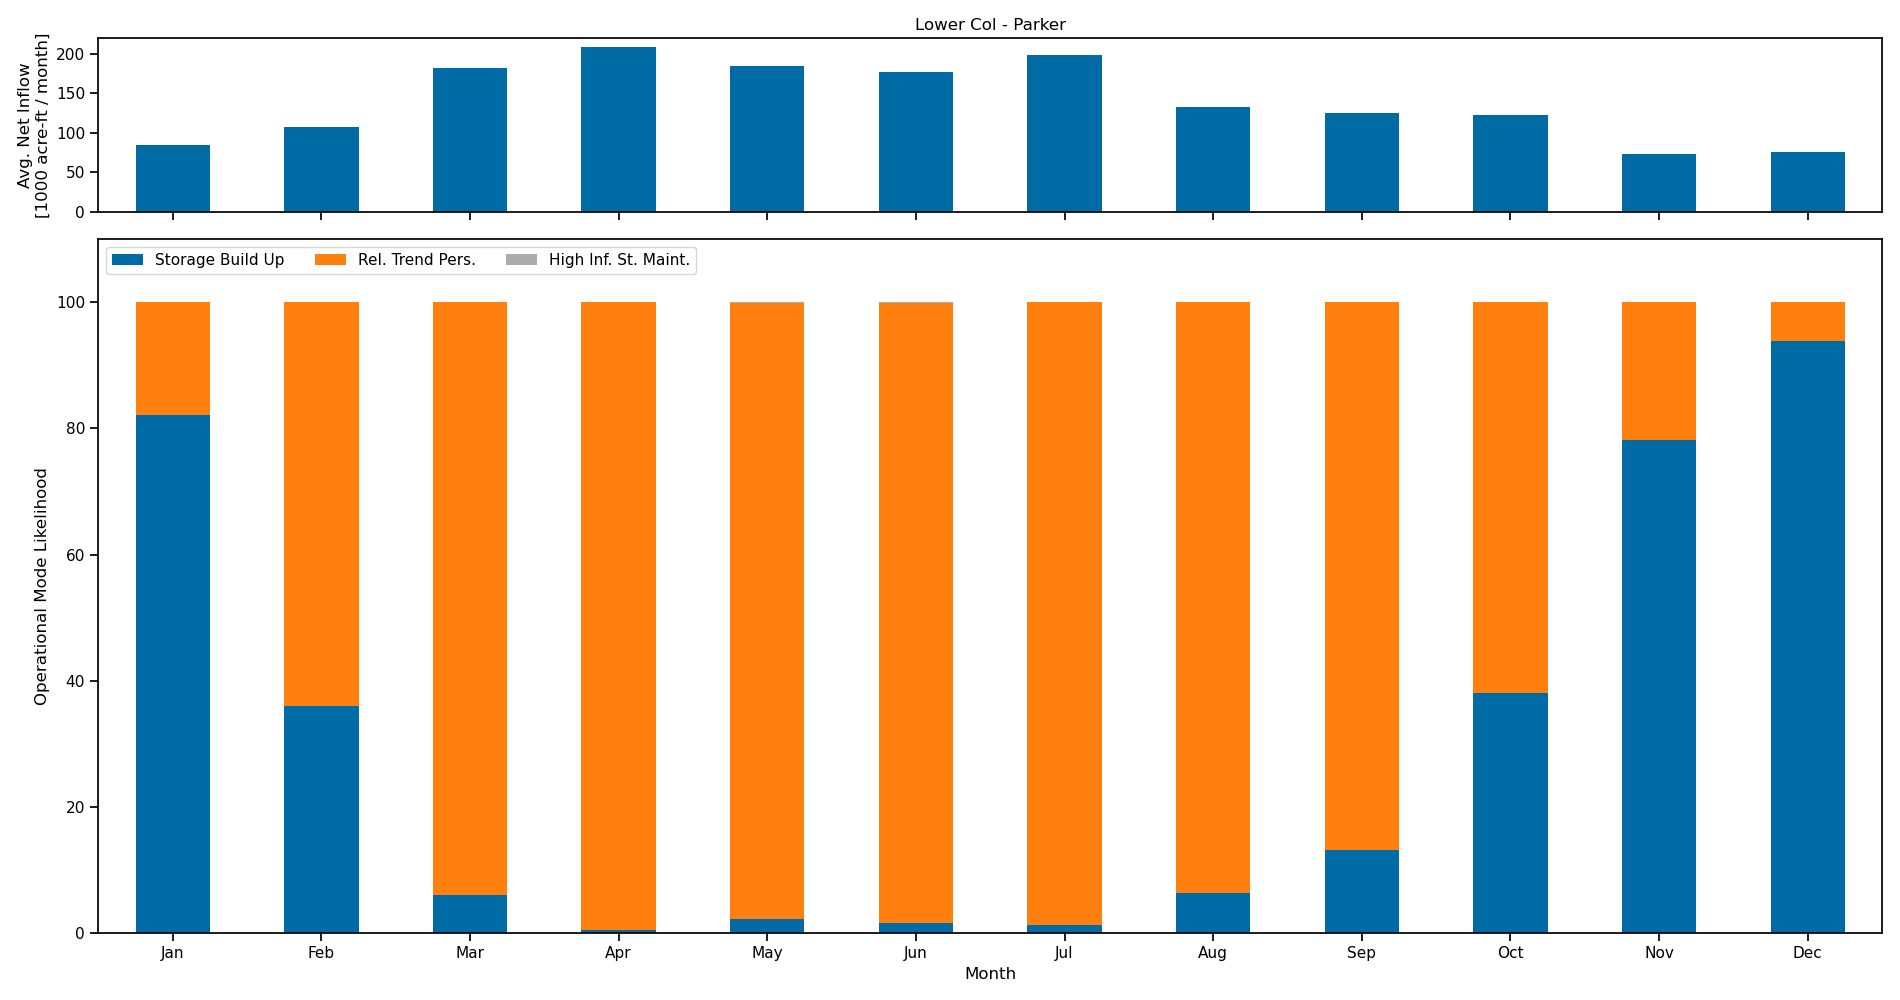 Lower Col - Parker
Avg. Net Inflow
[1000 acre-ft / month]
200
150
100
50
0
Storage Build Up
Rel. Trend Pers.
High Inf. St. Maint.
Operational Mode Likelihood
100
80
60
40
20
0
Jan
Feb
Mar
Apr
May
Jun
Jul
Aug
Sep
Oct
Nov
Dec
Month